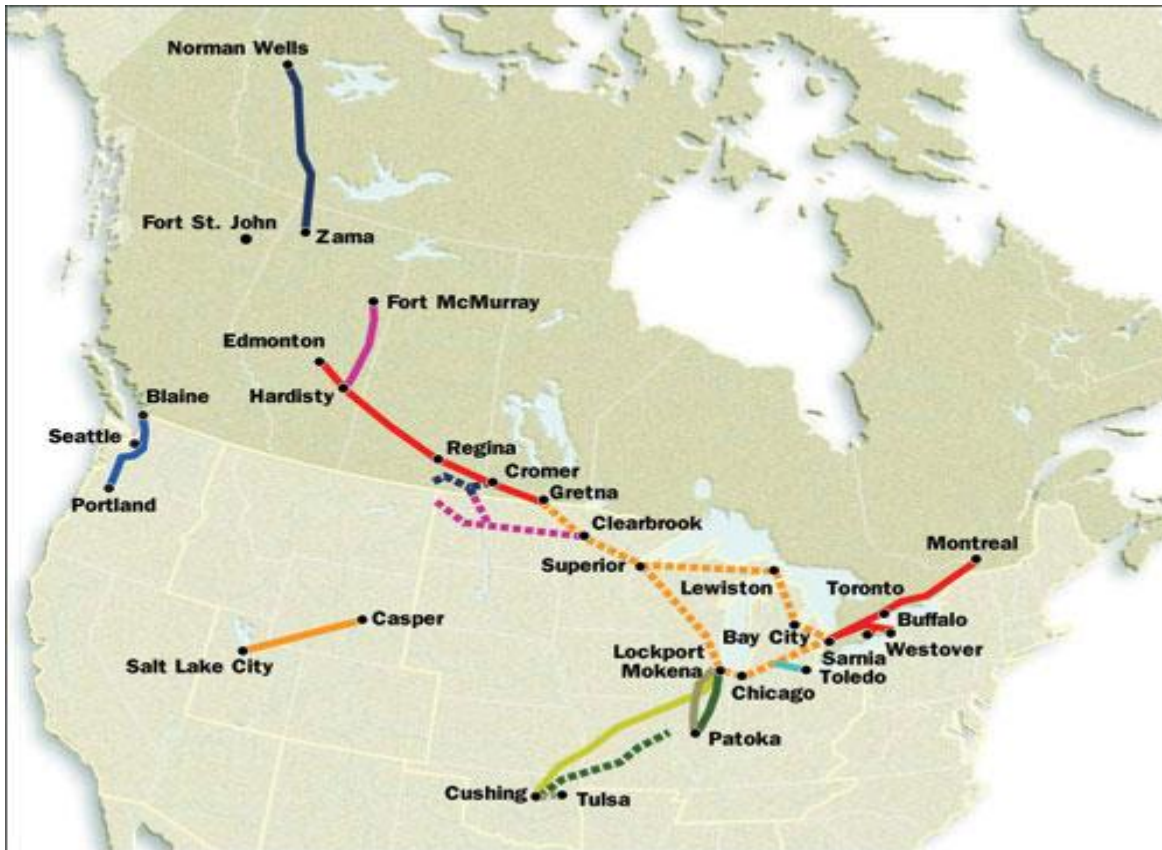 Norman Wells
Fort St. John
Zama
Fort McMurray
Edmonton
Hardisty
Blaine
Seattle
Portland
Regina
Cromer
Gretna
Clearbrook
Superior
Lewiston
Montreal
Toronto
Buffalo
Bay City
Westover
Sarnia
Toledo
Casper
Salt Lake City
Lockport
Mokena
Chicago
Patoka
Cushing
Tulsa